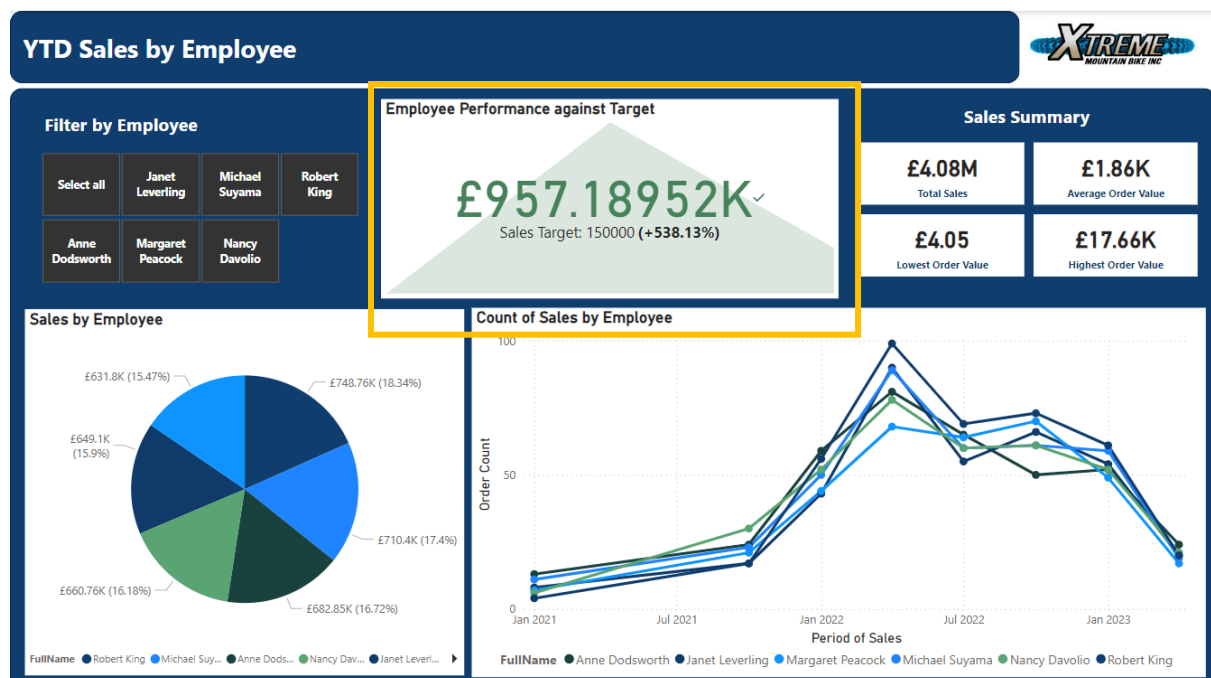 YTD Sales by Employee
XTREME
MOUNTAIN BIKE INC
Filter by Employee
Select all
Janet
Leverling
Michael
Suyama
Robert
King
Anne
Dodsworth
Margaret
Peacock
Nancy
Davolio
Employee Performance against Target
£957.18952K
Sales Target: 150000 (+538.13%)
Sales Summary
£4.08M
Total Sales
£1.86K
Average Order Value
£4.05
Lowest Order Value
£17.66K
Highest Order Value
Sales by Employee
£631.8K (15.47%)
£748.76K (18.34%)
£649.1K
(15.9%)
£710.4K (17.4%)
£660.76K (16.18%)
£682.85K (16.72%)
FullName Robert King Michael Suy... Anne Dods... Nancy Dav... Janet Leverl...
Count of Sales by Employee
100
50
0
Order Count
Jan 2021 Jul 2021 Jan 2022 Jul 2022 Jan 2023
Period of Sales
FullName Anne Dodsworth Janet Leverling Margaret Peacock Michael Suyama Nancy Davolio Robert King